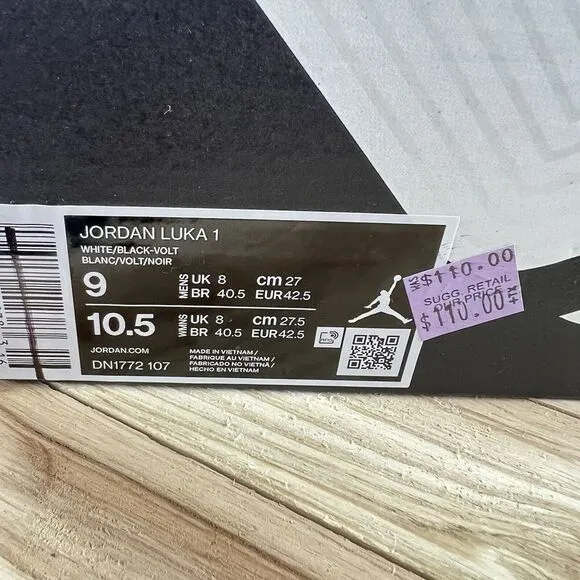 JORDAN LUKA 1
WHITE/BLACK-VOLT
BLANC/VOLT/NOIR
9 MENS UK 8 cm 27
BR 40.5 EUR 42.5
10.5 WMNS UK 8 cm 27.5
BR 40.5 EUR 42.5
JORDAN.COM
DN1772 107
MADE IN VIETNAM /
FABRIQUE AU VIETNAM /
FABRICADO NO VIETNÃ /
HECHO EN VIETNAM
$110.00
SUGG. RETAIL
OUR PRICE
$110.00